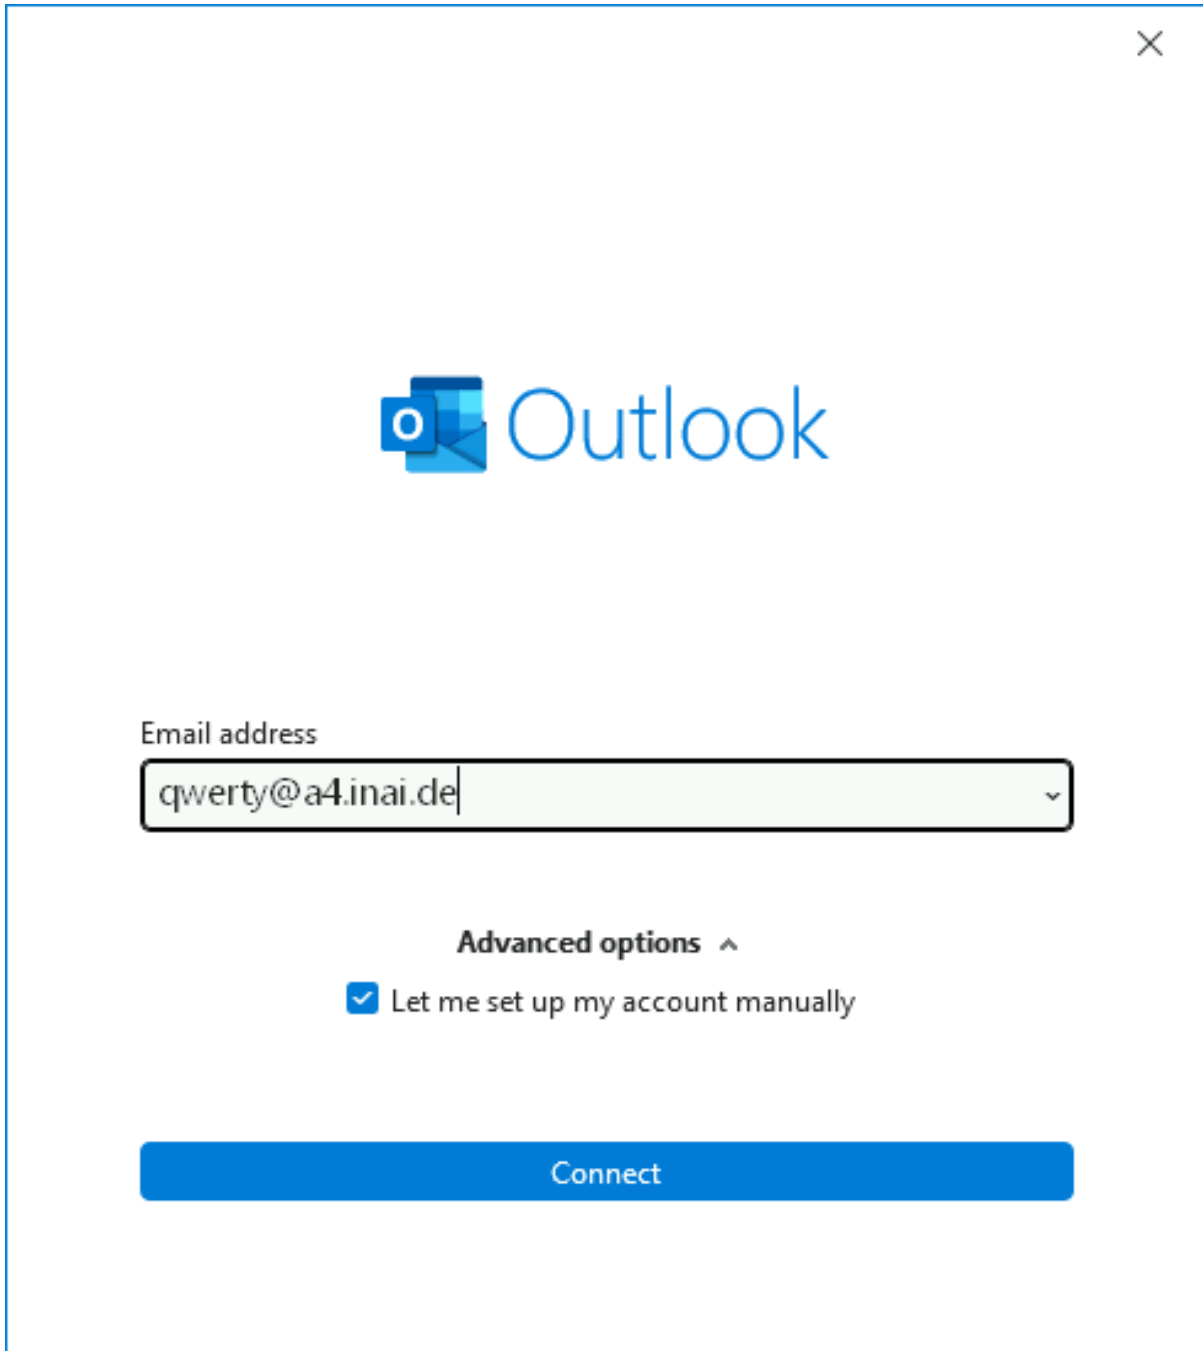 Outlook
Email address
qwerty@a4.inai.de
Advanced options
Let me set up my account manually
Connect